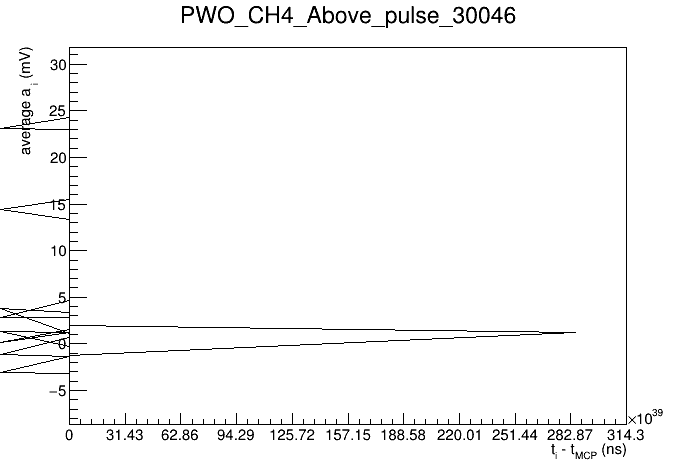 PWO_CH4_Above_pulse_30046
average a i (mV)
30
25
20
15
10
5
0
−5
×10^39
0 31.43 62.86 94.29 125.72 157.15 188.58 220.01 251.44 282.87 314.3
t_i - t_MCP (ns)